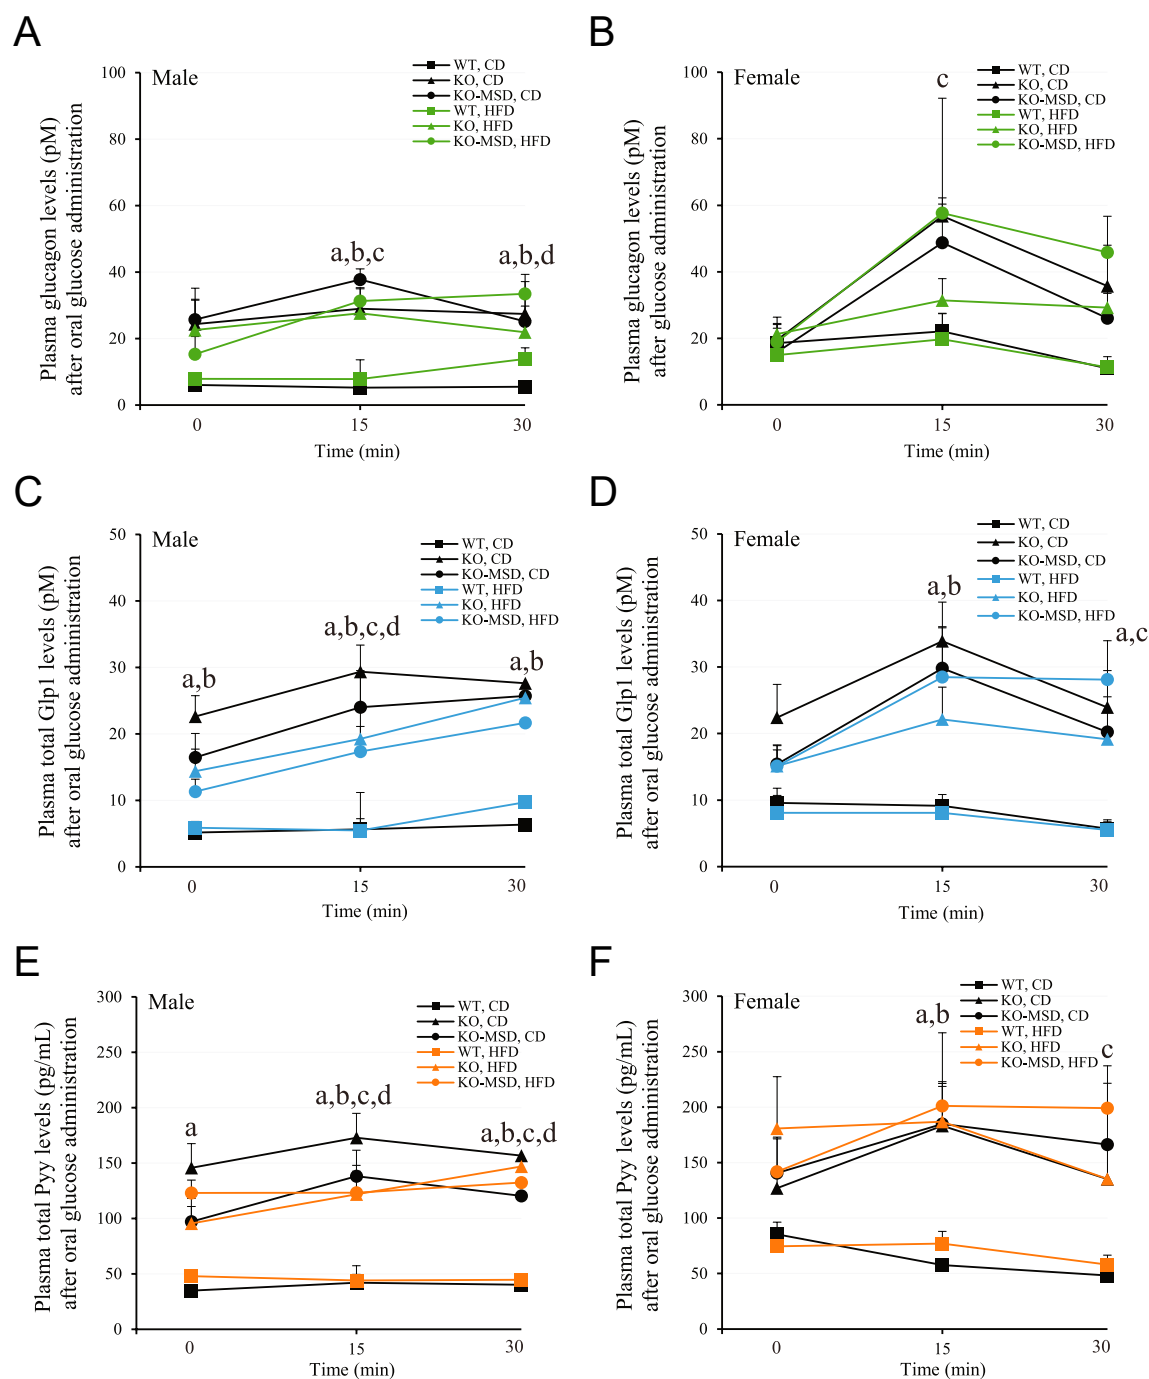 A
Male
WT, CD
KO, CD
KO-MSD, CD
WT, HFD
KO, HFD
KO-MSD, HFD
Plasma glucagon levels (pM)
after oral glucose administration
100
80
60
40
20
0
a,b,c
a,b,d
0
15
30
Time (min)
B
Female
WT, CD
KO, CD
KO-MSD, CD
WT, HFD
KO, HFD
KO-MSD, HFD
Plasma glucagon levels (pM)
after glucose administration
100
80
60
40
20
0
c
0
15
30
Time (min)
C
Male
WT, CD
KO, CD
KO-MSD, CD
WT, HFD
KO, HFD
KO-MSD, HFD
Plasma total Glp1 levels (pM)
after oral glucose administration
50
40
30
20
10
0
a,b
a,b,c,d
a,b
0
15
30
Time (min)
D
Female
WT, CD
KO, CD
KO-MSD, CD
WT, HFD
KO, HFD
KO-MSD, HFD
Plasma total Glp1 levels (pM)
after oral glucose administration
50
40
30
20
10
0
a,b
a,c
0
15
30
Time (min)
E
Male
WT, CD
KO, CD
KO-MSD, CD
WT, HFD
KO, HFD
KO-MSD, HFD
Plasma total Pyy levels (pg/mL)
after oral glucose administration
300
250
200
150
100
50
0
a
a,b,c,d
a,b,c,d
0
15
30
Time (min)
F
Female
WT, CD
KO, CD
KO-MSD, CD
WT, HFD
KO, HFD
KO-MSD, HFD
Plasma total Pyy levels (pg/mL)
after oral glucose administration
300
250
200
150
100
50
0
a,b
c
0
15
30
Time (min)